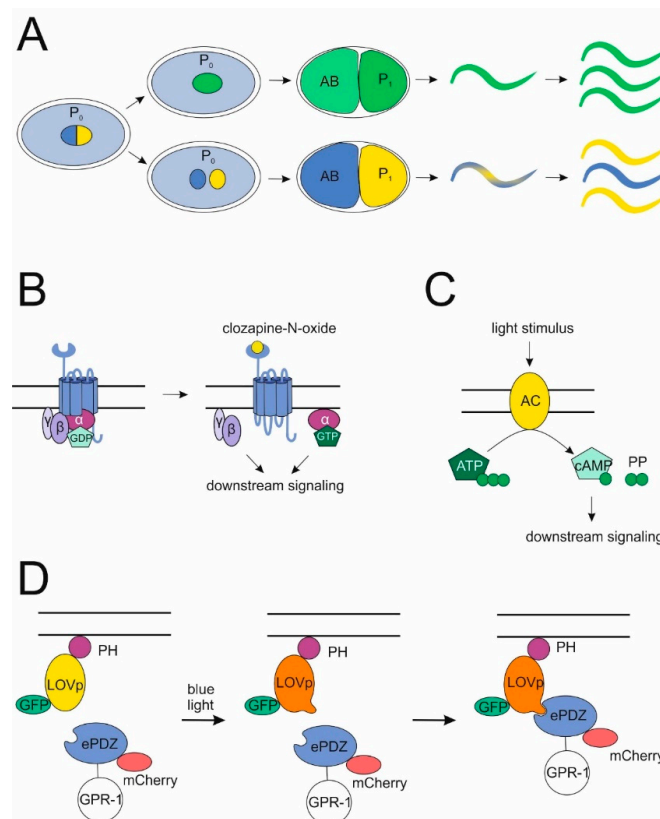 A
P₀
AB P₁
P₀
P₀
AB P₁
B
clozapine-N-oxide
γ β α GDP
γ β α GTP
downstream signaling
C
light stimulus
AC
ATP cAMP PP
downstream signaling
D
PH PH PH
LOVp LOVp LOVp
GFP blue GFP GFP
light
ePDZ ePDZ ePDZ
mCherry mCherry mCherry
GPR-1 GPR-1 GPR-1